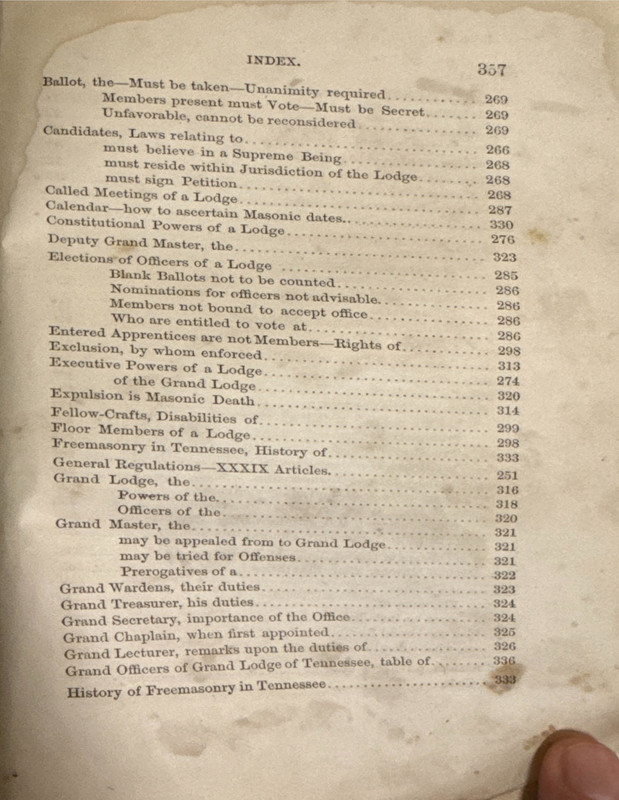 INDEX. 357
Ballot, the—Must be taken—Unanimity required.......... 269
Members present must Vote—Must be Secret....... 269
Unfavorable, cannot be reconsidered................ 269
Candidates, Laws relating to............................ 266
must believe in a Supreme Being................... 268
must reside within Jurisdiction of the Lodge........ 268
must sign Petition................................. 268
Called Meetings of a Lodge.............................. 287
Calendar—how to ascertain Masonic dates................. 330
Constitutional Powers of a Lodge........................ 276
Deputy Grand Master, the................................ 323
Elections of Officers of a Lodge ....................... 285
Blank Ballots not to be counted.................... 286
Nominations for officers not advisable............. 286
Members not bound to accept office................. 286
Who are entitled to vote at........................ 286
Entered Apprentices are not Members—Rights of........... 298
Exclusion, by whom enforced............................. 313
Executive Powers of a Lodge............................. 274
of the Grand Lodge................................. 320
Expulsion is Masonic Death.............................. 314
Fellow-Crafts, Disabilities of.......................... 299
Floor Members of a Lodge................................ 298
Freemasonry in Tennessee, History of.................... 333
General Regulations—XXXIX Articles...................... 251
Grand Lodge, the........................................ 316
Powers of the...................................... 318
Officers of the.................................... 320
Grand Master, the....................................... 321
may be appealed from to Grand Lodge................ 321
may be tried for Offenses.......................... 321
Prerogatives of a.................................. 322
Grand Wardens, their duties............................. 323
Grand Treasurer, his duties............................. 324
Grand Secretary, importance of the Office............... 324
Grand Chaplain, when first appointed.................... 325
Grand Lecturer, remarks upon the duties of.............. 326
Grand Officers of Grand Lodge of Tennessee, table of.... 336
History of Freemasonry in Tennessee..................... 333